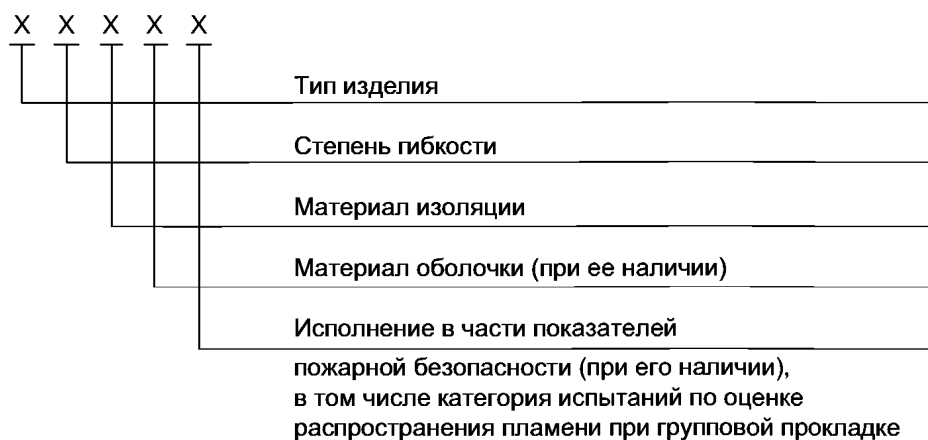 Х Х Х Х Х
Тип изделия
Степень гибкости
Материал изоляции
Материал оболочки (при ее наличии)
Исполнение в части показателей
пожарной безопасности (при его наличии),
в том числе категория испытаний по оценке
распространения пламени при групповой прокладке